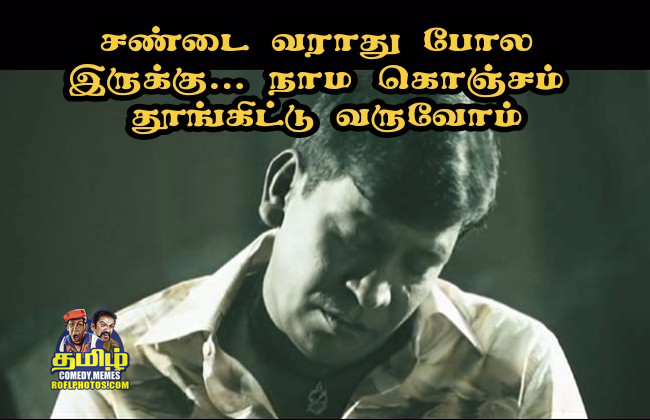 சண்டை வராது போல
இருக்கு... நாம கொஞ்சம்
தூங்கிட்டு வருவோம்
தமிழ்
COMEDY.MEMES
ROFLPHOTOS.COM